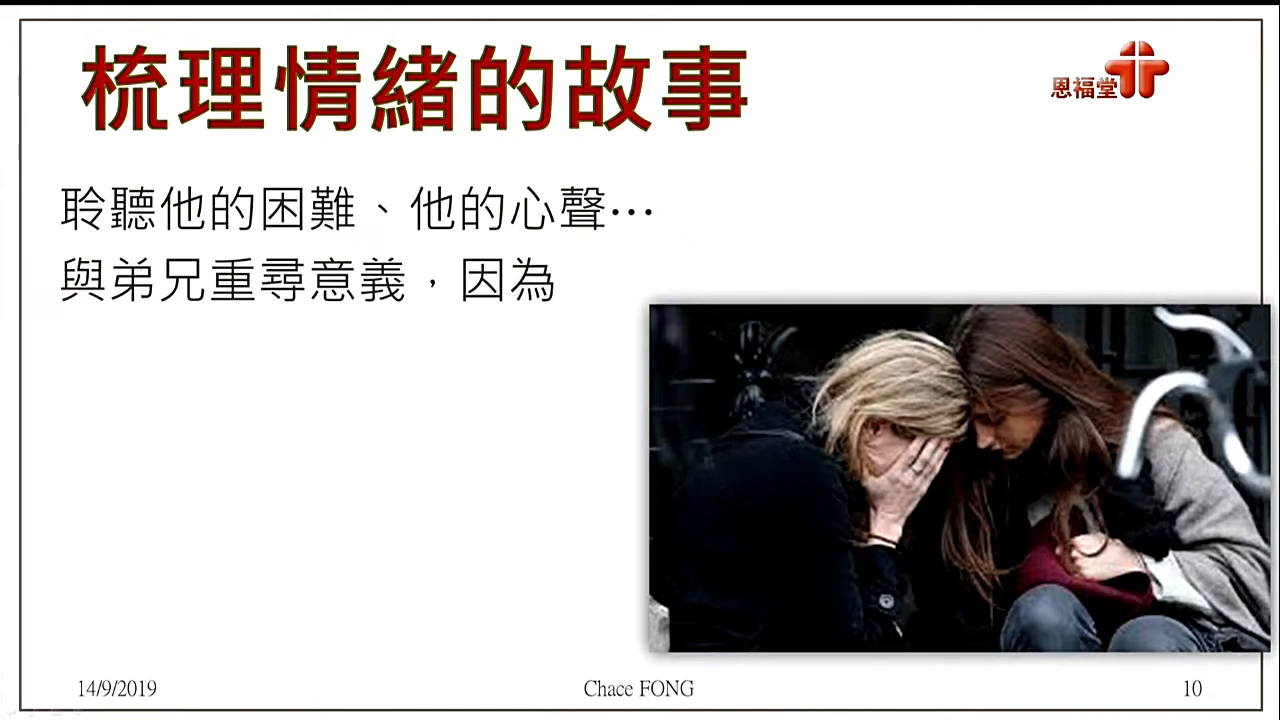 梳理情緒的故事
恩福堂
聆聽他的困難、他的心聲…
與弟兄重尋意義，因為
14/9/2019
Chace FONG
10